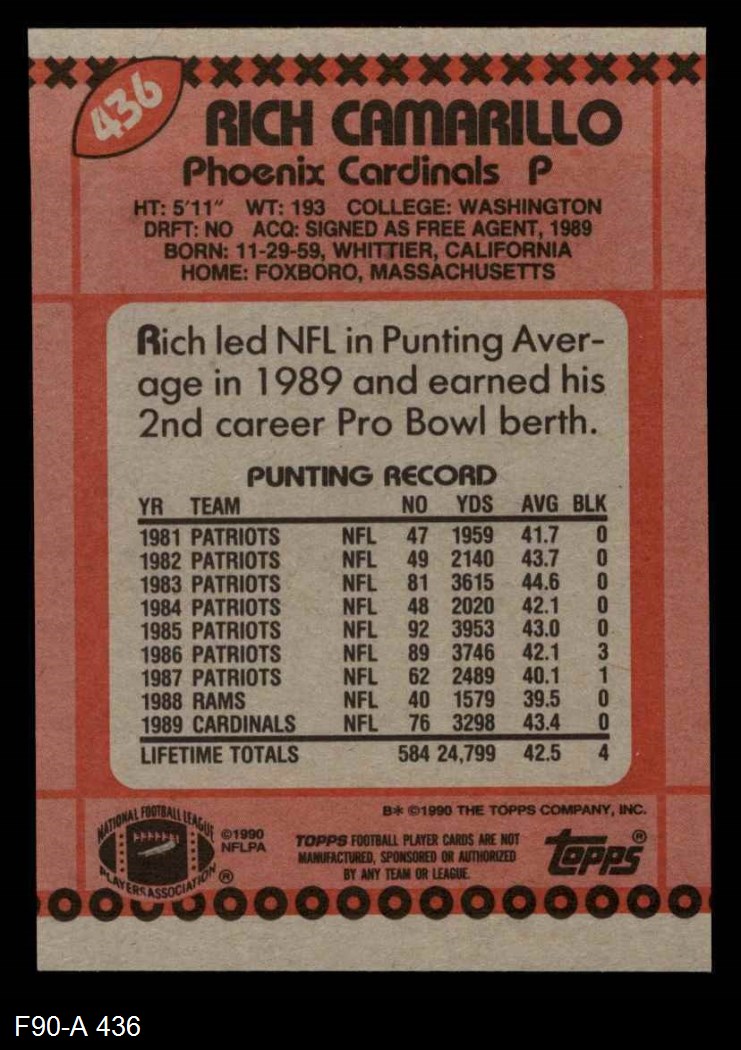 436
RICH CAMARILLO
Phoenix Cardinals P
HT: 5'11" WT: 193 COLLEGE: WASHINGTON
DRFT: NO ACQ: SIGNED AS FREE AGENT, 1989
BORN: 11-29-59, WHITTIER, CALIFORNIA
HOME: FOXBORO, MASSACHUSETTS
Rich led NFL in Punting Aver-
age in 1989 and earned his
2nd career Pro Bowl berth.
PUNTING RECORD
YR TEAM NO YDS AVG BLK
1981 PATRIOTS NFL 47 1959 41.7 0
1982 PATRIOTS NFL 49 2140 43.7 0
1983 PATRIOTS NFL 81 3615 44.6 0
1984 PATRIOTS NFL 48 2020 42.1 0
1985 PATRIOTS NFL 92 3953 43.0 0
1986 PATRIOTS NFL 89 3746 42.1 3
1987 PATRIOTS NFL 62 2489 40.1 1
1988 RAMS NFL 40 1579 39.5 0
1989 CARDINALS NFL 76 3298 43.4 0
LIFETIME TOTALS 584 24,799 42.5 4
B* ©1990 THE TOPPS COMPANY, INC.
NATIONAL FOOTBALL LEAGUE
PLAYERS ASSOCIATION ®
©1990
NFLPA
TOPPS FOOTBALL PLAYER CARDS ARE NOT
MANUFACTURED, SPONSORED OR AUTHORIZED
BY ANY TEAM OR LEAGUE.
topps ®
F90-A 436